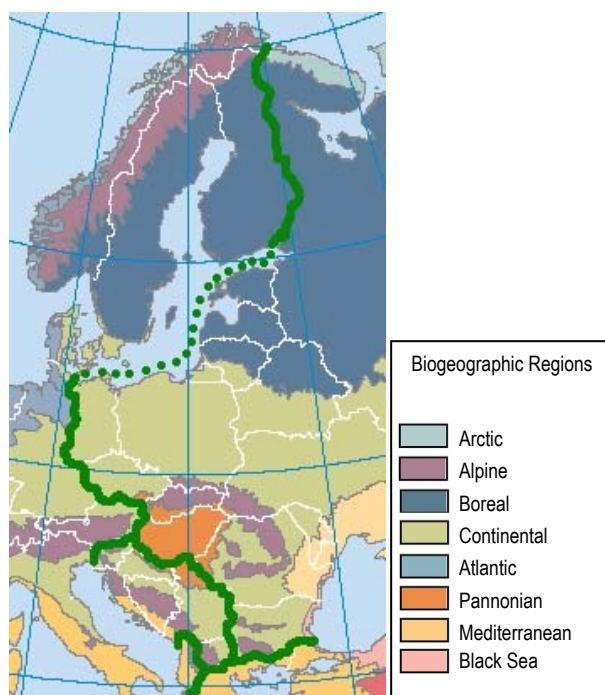 Biogeographic Regions
Arctic
Alpine
Boreal
Continental
Atlantic
Pannonian
Mediterranean
Black Sea